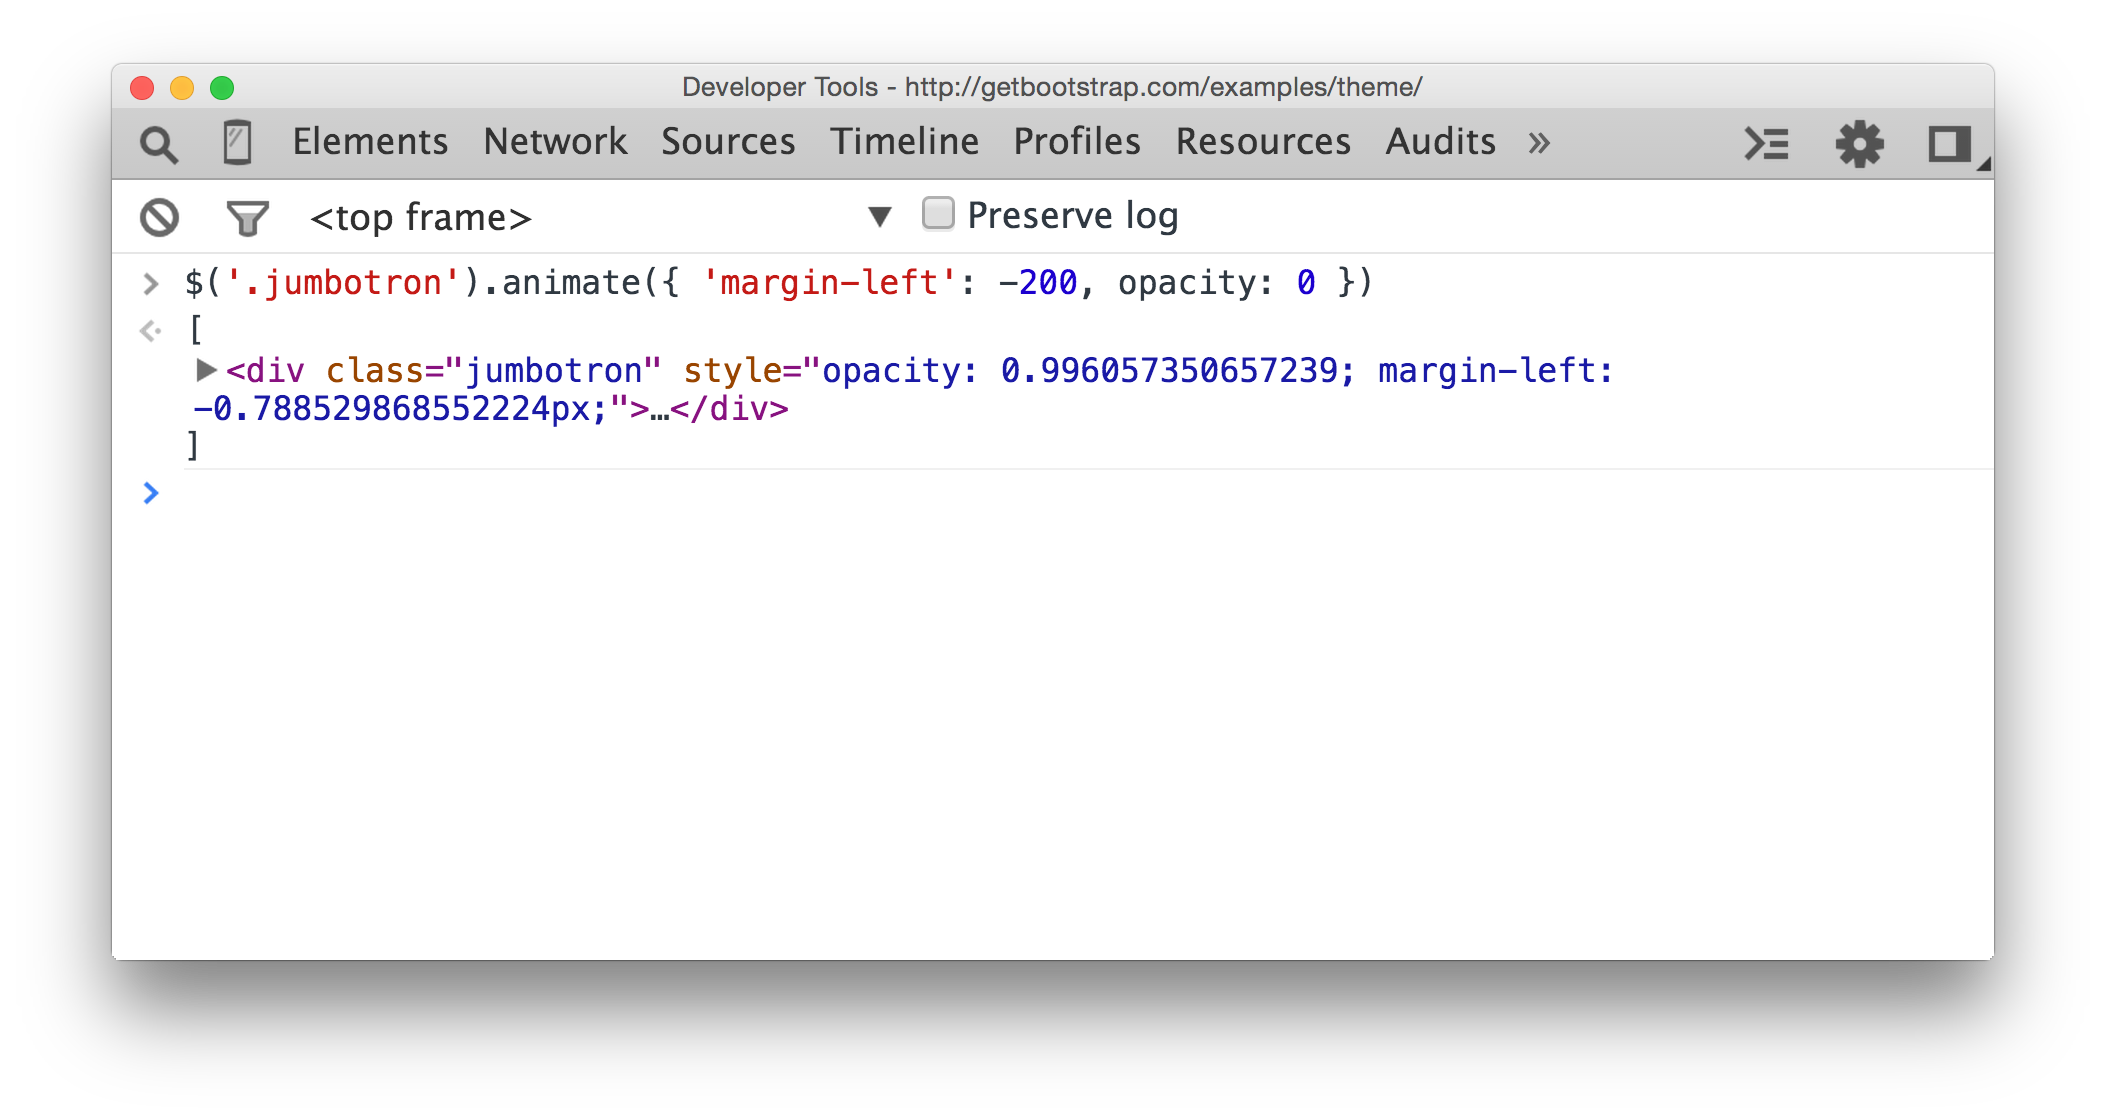 Developer Tools - http://getbootstrap.com/examples/theme/
Elements Network Sources Timeline Profiles Resources Audits »
<top frame> ▼ Preserve log
> $('.jumbotron').animate({ 'margin-left': -200, opacity: 0 })
[
▶<div class="jumbotron" style="opacity: 0.996057350657239; margin-left:
-0.788529868552224px;">…</div>
]
>